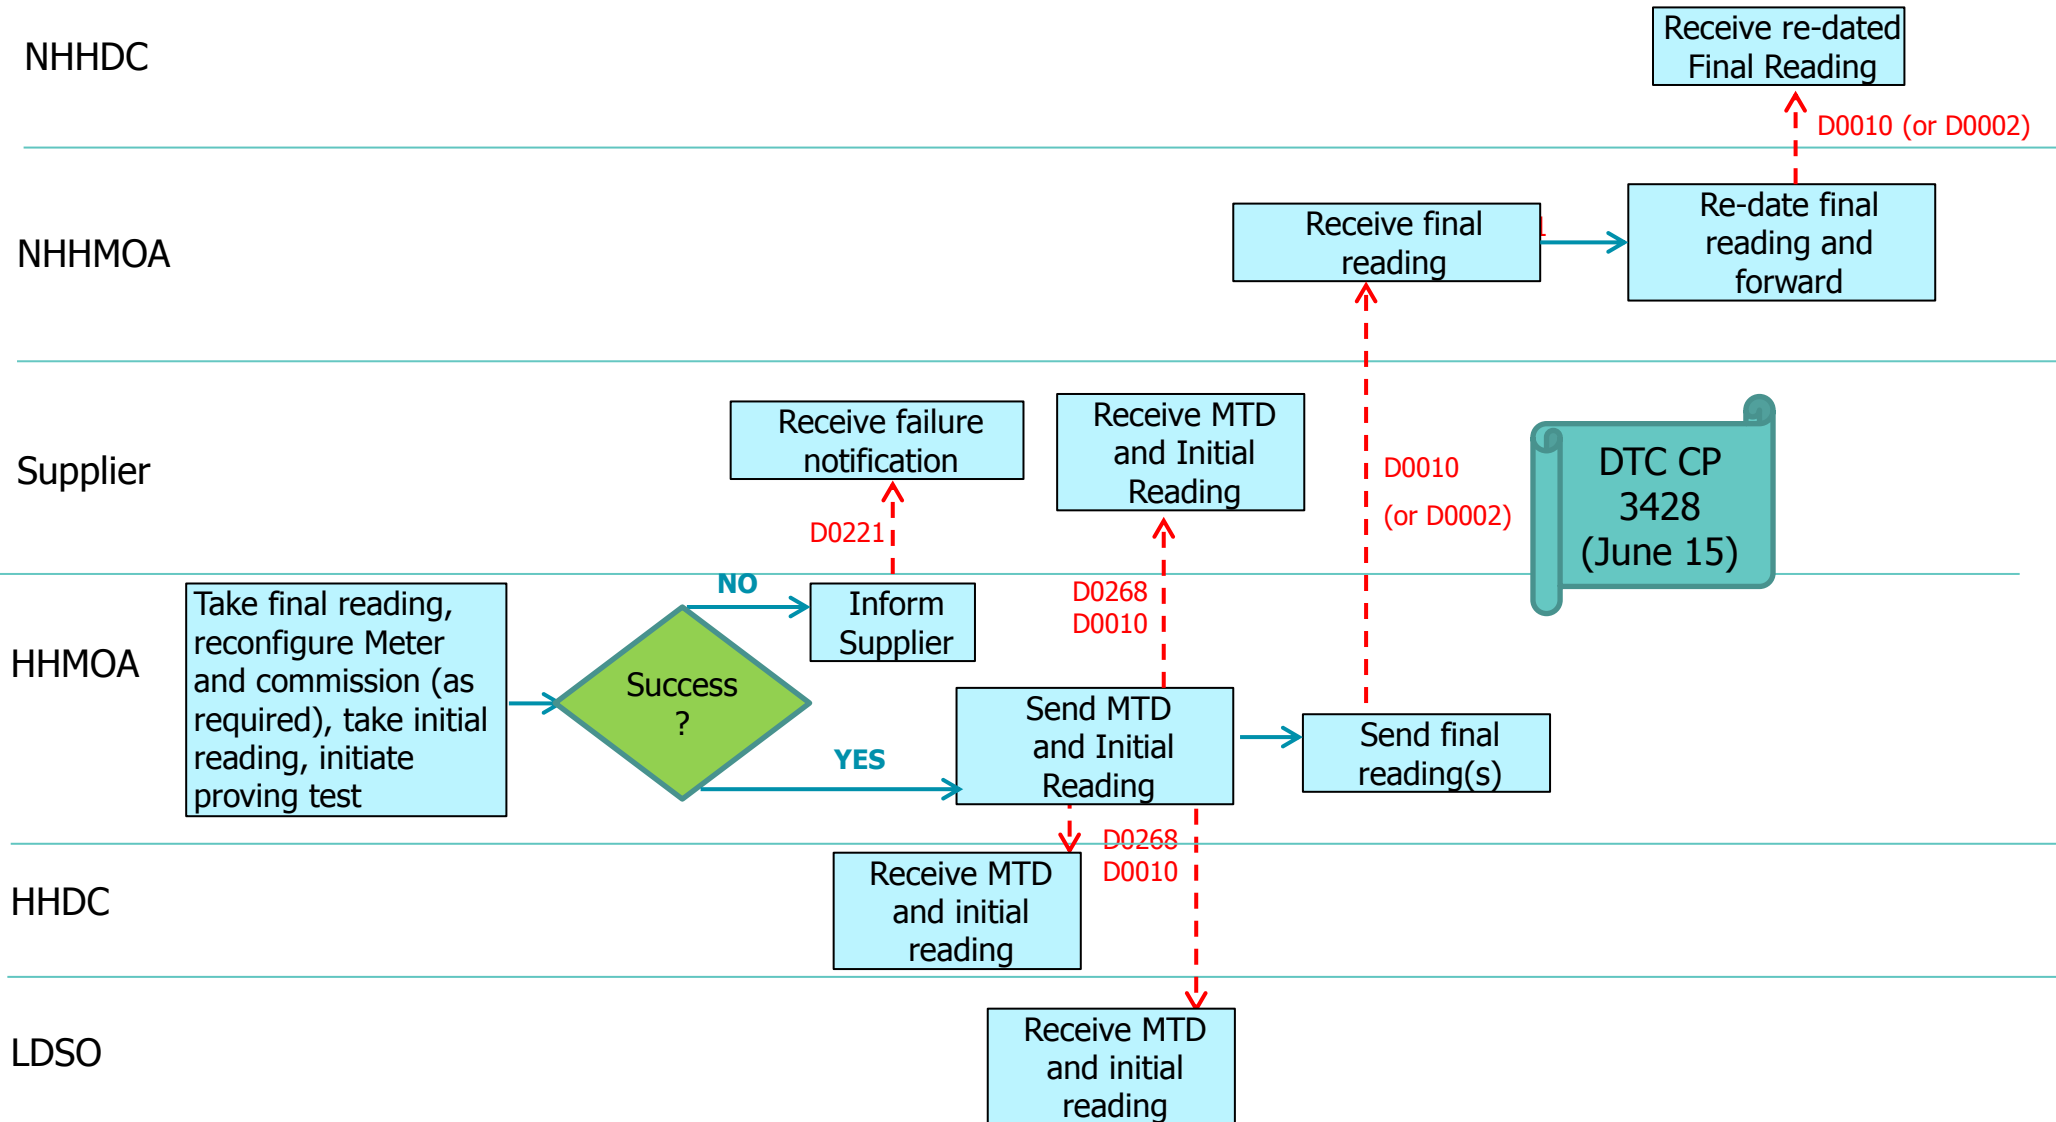 NHHDC
Receive re-dated
Final Reading
D0010 (or D0002)
NHHMOA
Receive final
reading
Re-date final
reading and
forward
Supplier
Receive failure
notification
D0221
Receive MTD
and Initial
Reading
D0010
(or D0002)
DTC CP
3428
(June 15)
HHMOA
Take final reading,
reconfigure Meter
and commission (as
required), take initial
reading, initiate
proving test
Success
?
NO
Inform
Supplier
YES
D0268
D0010
Send MTD
and Initial
Reading
Send final
reading(s)
D0268
D0010
HHDC
Receive MTD
and initial
reading
LDSO
Receive MTD
and initial
reading